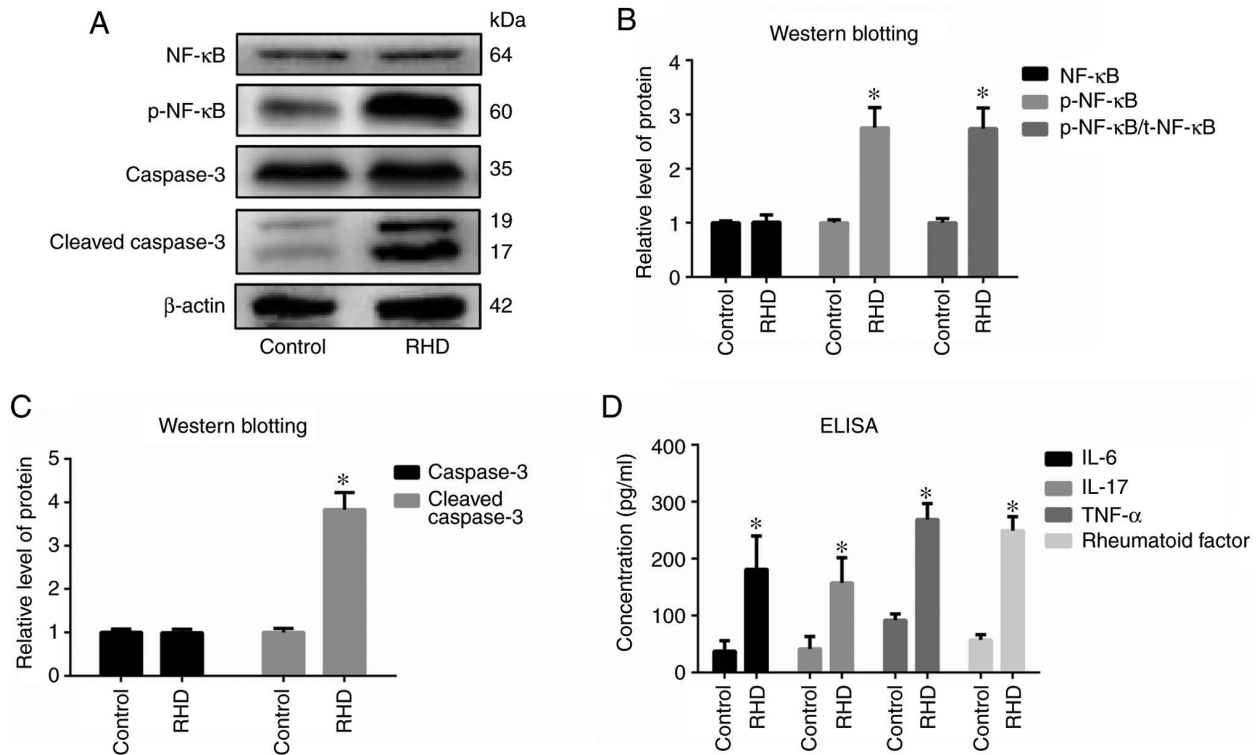 A
kDa
NF-κB
64
p-NF-κB
60
Caspase-3
35
Cleaved caspase-3
19
17
β-actin
42
Control RHD
B
Western blotting
Relative level of protein
4
3
2
1
0
Control
RHD
Control
RHD
Control
RHD
NF-κB
p-NF-κB
p-NF-κB/t-NF-κB
*
*
C
Western blotting
Relative level of protein
5
4
3
2
1
0
Control
RHD
Control
RHD
Caspase-3
Cleaved
caspase-3
*
D
ELISA
Concentration (pg/ml)
400
300
200
100
0
Control
RHD
Control
RHD
Control
RHD
Control
RHD
IL-6
IL-17
TNF-α
Rheumatoid factor
*
*
*
*